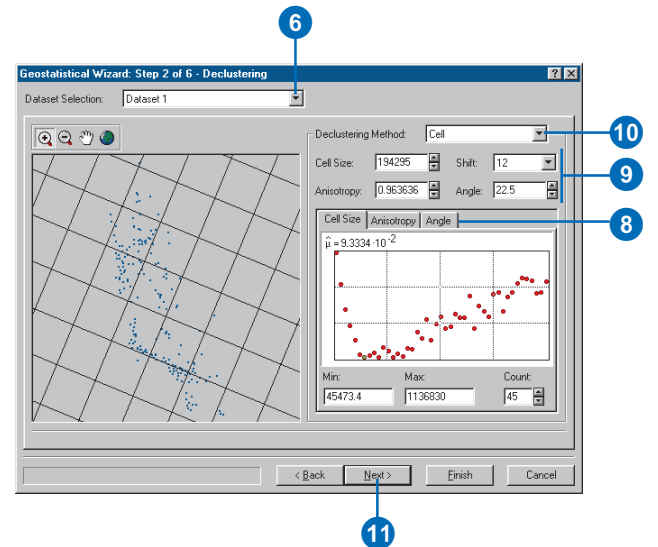 6
Geostatistical Wizard: Step 2 of 6 - Declustering
Dataset Selection: Dataset 1
Declustering Method: Cell
10
Cell Size: 194295 Shift: 12
9
Anisotropy: 0.963636 Angle: 22.5
Cell Size Anisotropy Angle
8
μ̂ = 9.3334·10⁻²
Min: Max: Count:
45473.4 1136830 45
< Back Next > Finish Cancel
11